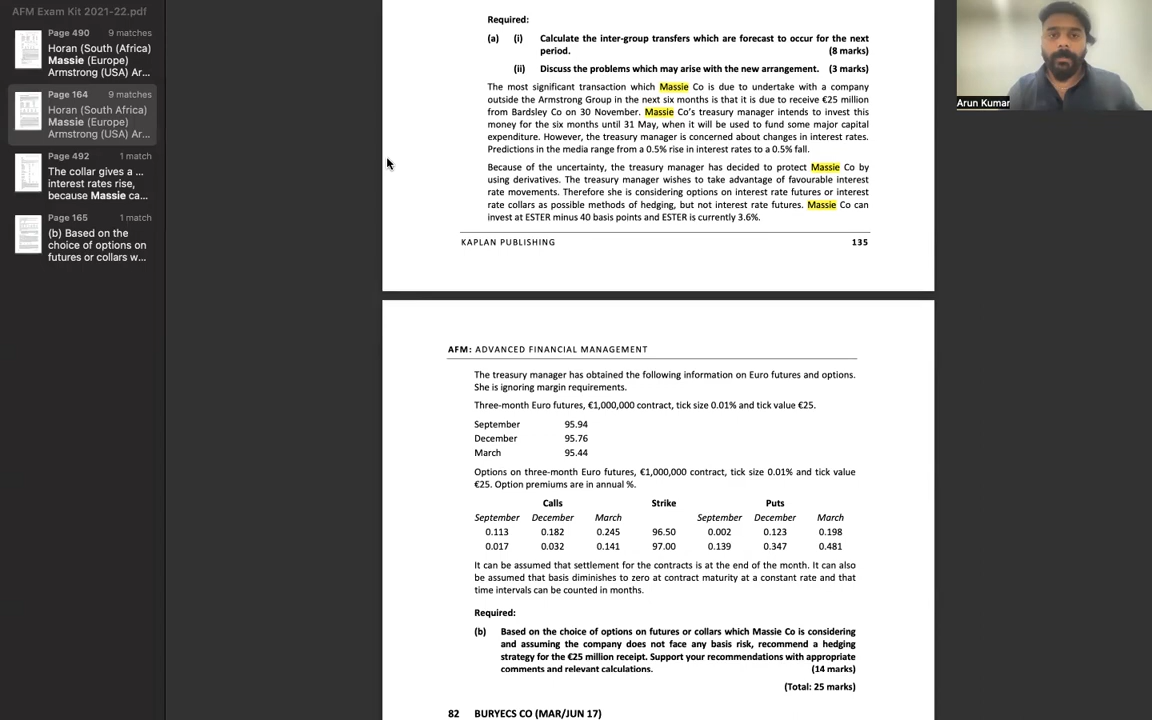 AFM Exam Kit 2021-22.pdf
Page 490 9 matches
Horan (South (Africa)
Massie (Europe)
Armstrong (USA) Ar...
Page 164 9 matches
Horan (South Africa)
Massie (Europe)
Armstrong (USA) Ar...
Page 492 1 match
The collar gives a ...
interest rates rise,
because Massie ca...
Page 165 1 match
(b) Based on the
choice of options on
futures or collars w...
Required:
(a) (i) Calculate the inter-group transfers which are forecast to occur for the next
period. (8 marks)
(ii) Discuss the problems which may arise with the new arrangement. (3 marks)
The most significant transaction which Massie Co is due to undertake with a company
outside the Armstrong Group in the next six months is that it is due to receive €25 million
from Bardsley Co on 30 November. Massie Co's treasury manager intends to invest this
money for the six months until 31 May, when it will be used to fund some major capital
expenditure. However, the treasury manager is concerned about changes in interest rates.
Predictions in the media range from a 0.5% rise in interest rates to a 0.5% fall.
Because of the uncertainty, the treasury manager has decided to protect Massie Co by
using derivatives. The treasury manager wishes to take advantage of favourable interest
rate movements. Therefore she is considering options on interest rate futures or interest
rate collars as possible methods of hedging, but not interest rate futures. Massie Co can
invest at ESTER minus 40 basis points and ESTER is currently 3.6%.
KAPLAN PUBLISHING 135
AFM: ADVANCED FINANCIAL MANAGEMENT
The treasury manager has obtained the following information on Euro futures and options.
She is ignoring margin requirements.
Three-month Euro futures, €1,000,000 contract, tick size 0.01% and tick value €25.
September 95.94
December 95.76
March 95.44
Options on three-month Euro futures, €1,000,000 contract, tick size 0.01% and tick value
€25. Option premiums are in annual %.
Calls Strike Puts
September December March September December March
0.113 0.182 0.245 96.50 0.002 0.123 0.198
0.017 0.032 0.141 97.00 0.139 0.347 0.481
It can be assumed that settlement for the contracts is at the end of the month. It can also
be assumed that basis diminishes to zero at contract maturity at a constant rate and that
time intervals can be counted in months.
Required:
(b) Based on the choice of options on futures or collars which Massie Co is considering
and assuming the company does not face any basis risk, recommend a hedging
strategy for the €25 million receipt. Support your recommendations with appropriate
comments and relevant calculations. (14 marks)
(Total: 25 marks)
82 BURYECS CO (MAR/JUN 17)
Arun Kumar